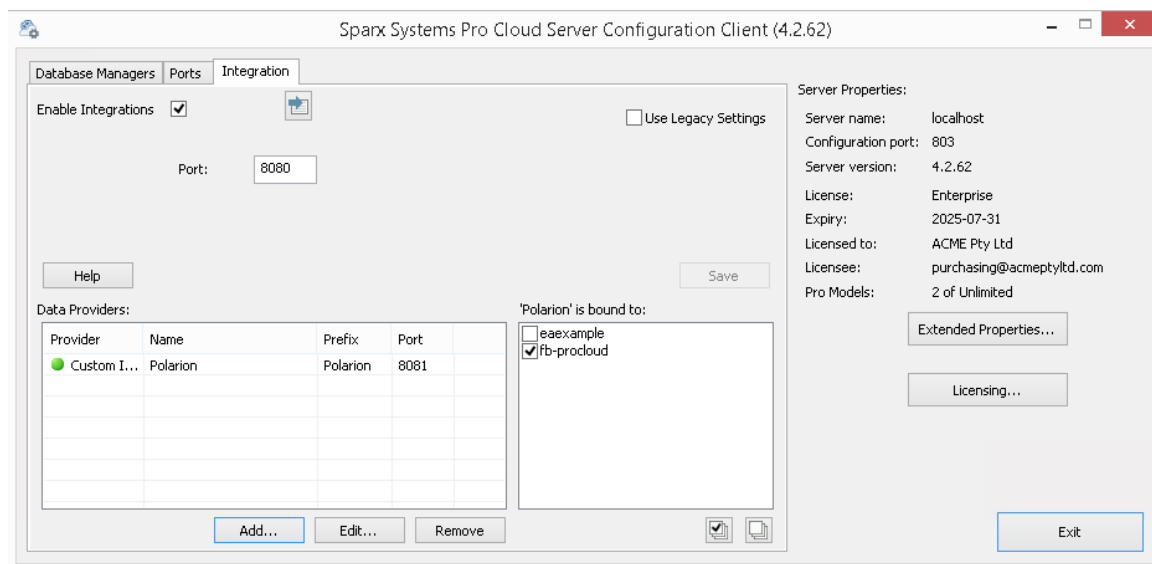 Sparx Systems Pro Cloud Server Configuration Client (4.2.62)
Database Managers Ports Integration
Enable Integrations
Use Legacy Settings
Port: 8080
Help
Save
Data Providers:
Provider Name Prefix Port
Custom I... Polarion Polarion 8081
Add... Edit... Remove
'Polarion' is bound to:
eaexample
fb-procloud
Server Properties:
Server name: localhost
Configuration port: 803
Server version: 4.2.62
License: Enterprise
Expiry: 2025-07-31
Licensed to: ACME Pty Ltd
Licensee: purchasing@acmeptyltd.com
Pro Models: 2 of Unlimited
Extended Properties...
Licensing...
Exit